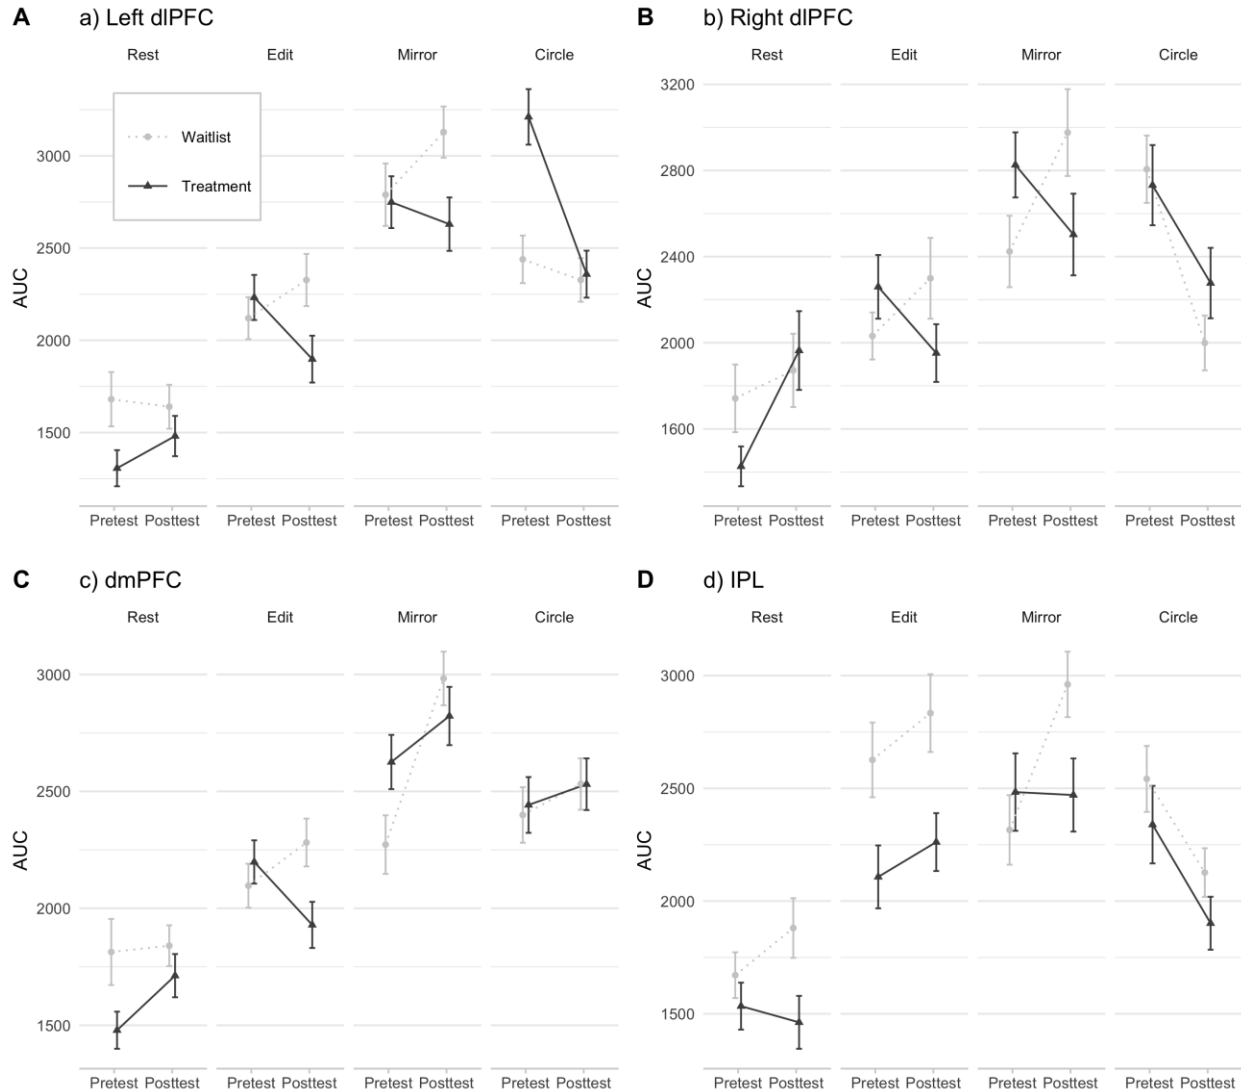 A a) Left dlPFC
Rest Edit Mirror Circle
Waitlist
Treatment
AUC
3000
2500
2000
1500
Pretest Posttest Pretest Posttest Pretest Posttest Pretest Posttest
B b) Right dlPFC
Rest Edit Mirror Circle
AUC
3200
2800
2400
2000
1600
Pretest Posttest Pretest Posttest Pretest Posttest Pretest Posttest
C c) dmPFC
Rest Edit Mirror Circle
AUC
3000
2500
2000
1500
Pretest Posttest Pretest Posttest Pretest Posttest Pretest Posttest
D d) IPL
Rest Edit Mirror Circle
AUC
3000
2500
2000
1500
Pretest Posttest Pretest Posttest Pretest Posttest Pretest Posttest